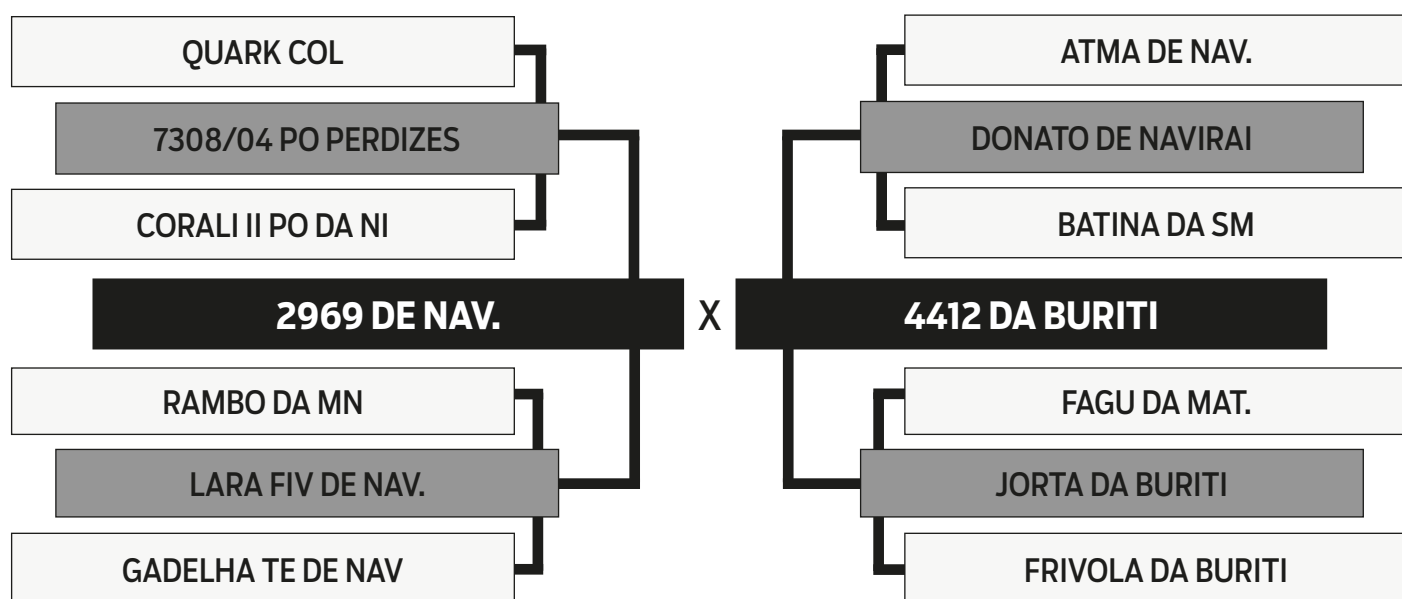 QUARK COL
ATMA DE NAV.
7308/04 PO PERDIZES
DONATO DE NAVIRAI
CORALI II PO DA NI
BATINA DA SM
2969 DE NAV.
X
4412 DA BURITI
RAMBO DA MN
FAGU DA MAT.
LARA FIV DE NAV.
JORTA DA BURITI
GADELHA TE DE NAV
FRIVOLA DA BURITI